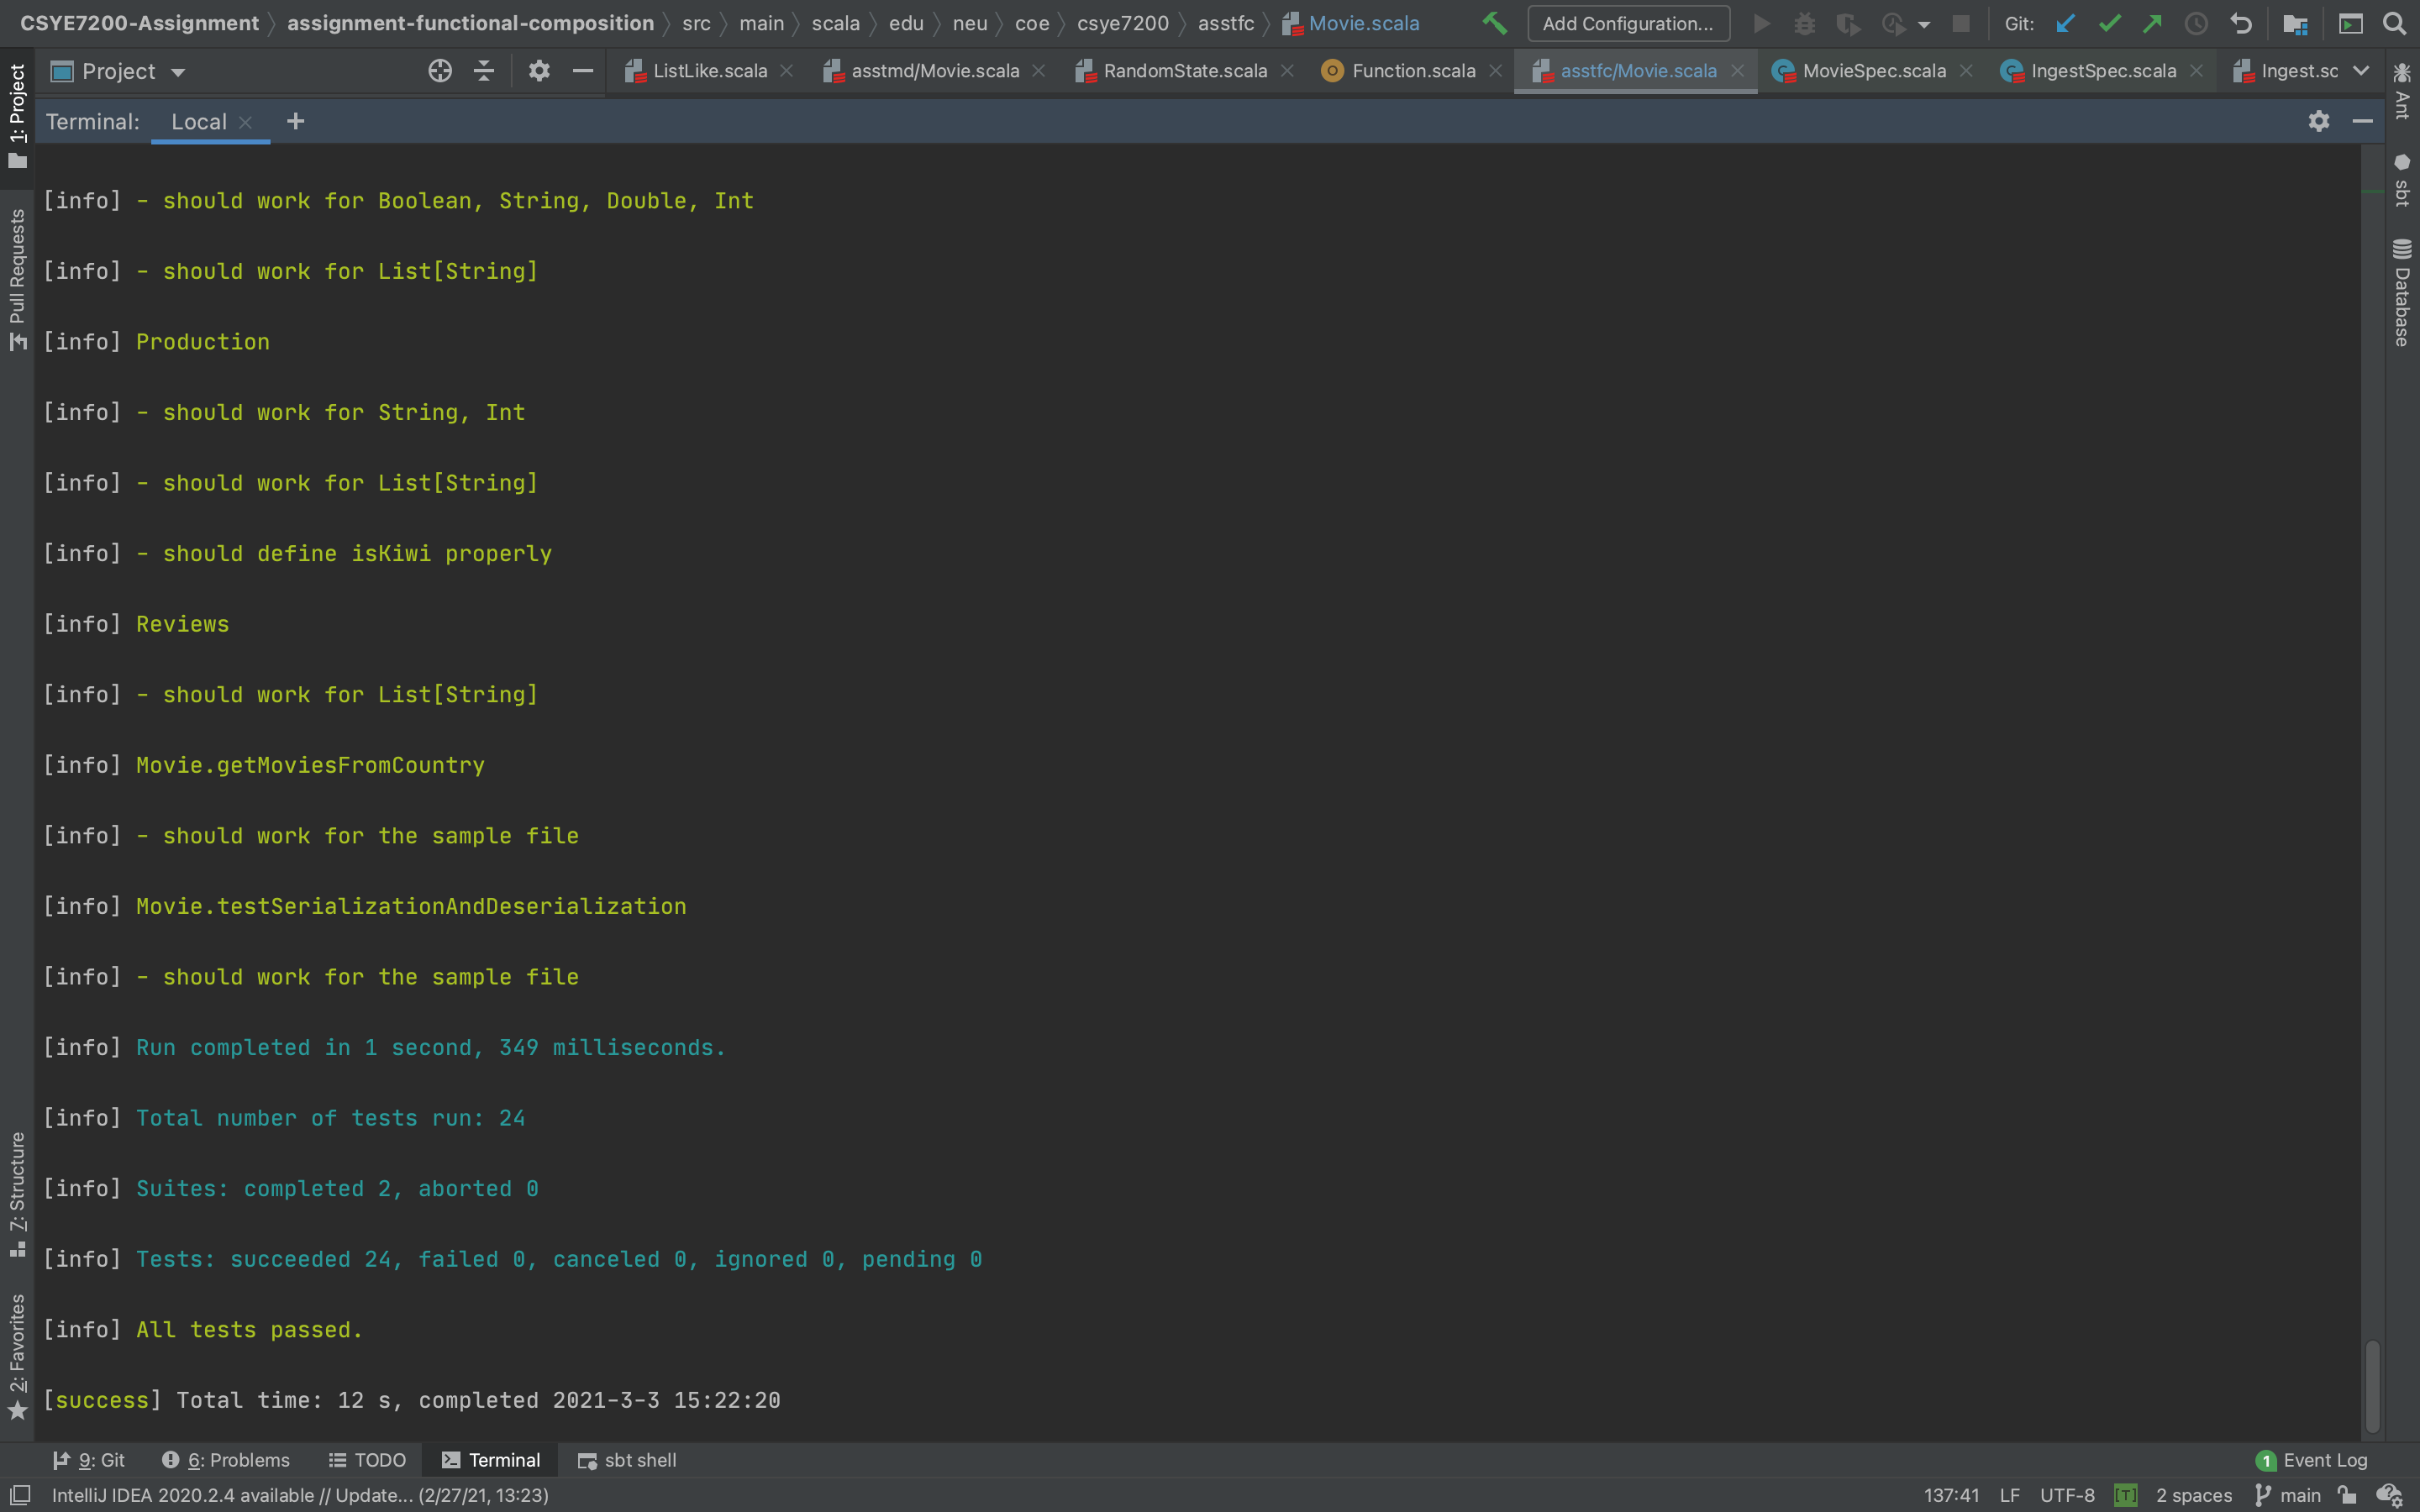 CSYE7200-Assignment assignment-functional-composition src main scala edu neu coe csye7200 asstfc Movie.scala Add Configuration... Git:
Project ListLike.scala asstmd/Movie.scala RandomState.scala Function.scala asstfc/Movie.scala MovieSpec.scala IngestSpec.scala Ingest.sc
Terminal: Local +
1: Project
Pull Requests
7: Structure
2: Favorites
Ant
sbt
Database
[info] - should work for Boolean, String, Double, Int
[info] - should work for List[String]
[info] Production
[info] - should work for String, Int
[info] - should work for List[String]
[info] - should define isKiwi properly
[info] Reviews
[info] - should work for List[String]
[info] Movie.getMoviesFromCountry
[info] - should work for the sample file
[info] Movie.testSerializationAndDeserialization
[info] - should work for the sample file
[info] Run completed in 1 second, 349 milliseconds.
[info] Total number of tests run: 24
[info] Suites: completed 2, aborted 0
[info] Tests: succeeded 24, failed 0, canceled 0, ignored 0, pending 0
[info] All tests passed.
[success] Total time: 12 s, completed 2021-3-3 15:22:20
9: Git 6: Problems TODO Terminal sbt shell 1 Event Log
IntelliJ IDEA 2020.2.4 available // Update... (2/27/21, 13:23) 137:41 LF UTF-8 [T] 2 spaces main